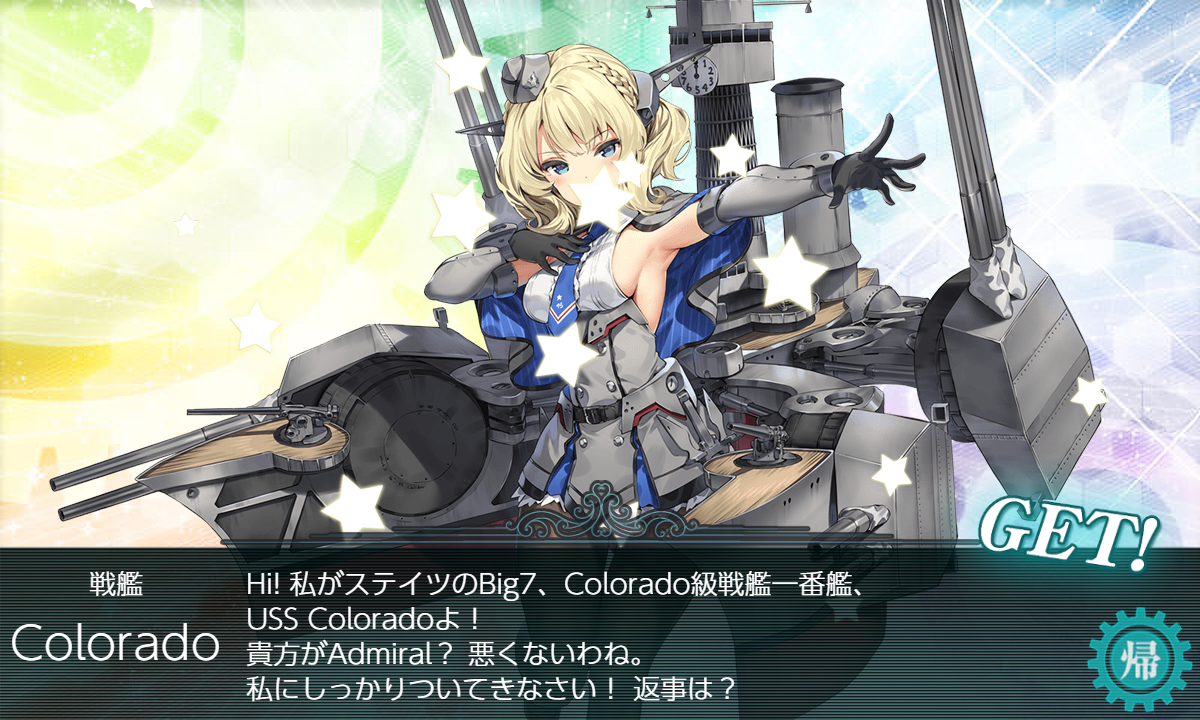 GET!
戦艦
Colorado
Hi! 私がステイツのBig7、Colorado級戦艦一番艦、
USS Coloradoよ！
貴方がAdmiral？ 悪くないわね。
私にしっかりついてきなさい！ 返事は？
帰